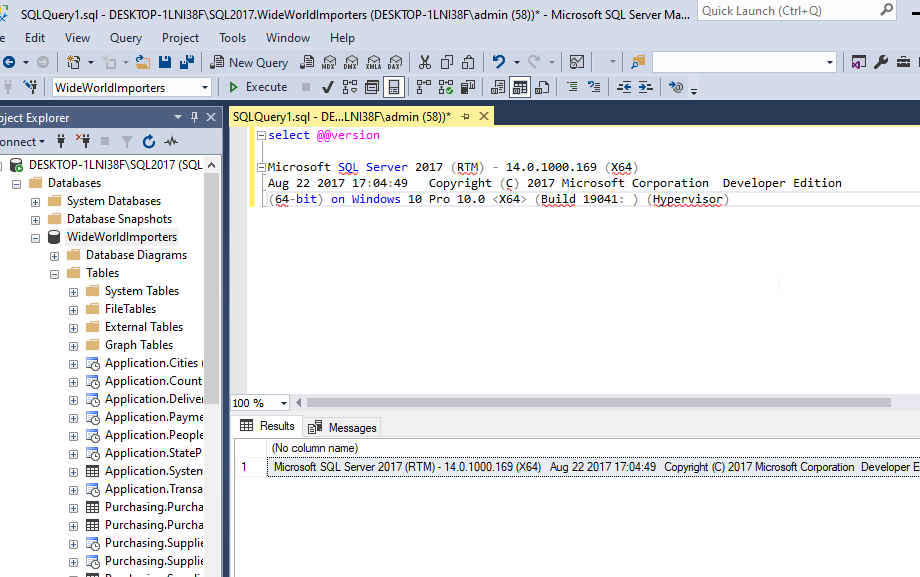 SQLQuery1.sql - DESKTOP-1LNI38F\SQL2017.WideWorldImporters (DESKTOP-1LNI38F\admin (58))* - Microsoft SQL Server Ma...
Quick Launch (Ctrl+Q)
e Edit View Query Project Tools Window Help
New Query
MDX DMX XMLA DAX
WideWorldImporters
Execute
oject Explorer
SQLQuery1.sql - DE...LNI38F\admin (58))*
onnect
DESKTOP-1LNI38F\SQL2017 (SQL
Databases
System Databases
Database Snapshots
WideWorldImporters
Database Diagrams
Tables
System Tables
FileTables
External Tables
Graph Tables
Application.Cities (
Application.Count
Application.Deliver
Application.Payme
Application.People
Application.StateP
Application.System
Application.Transa
Purchasing.Purcha
Purchasing.Purcha
Purchasing.Supplie
Purchasing.Supplie
select @@version
Microsoft SQL Server 2017 (RTM) - 14.0.1000.169 (X64)
Aug 22 2017 17:04:49 Copyright (C) 2017 Microsoft Corporation Developer Edition
(64-bit) on Windows 10 Pro 10.0 <X64> (Build 19041: ) (Hypervisor)
100 %
Results Messages
(No column name)
1 Microsoft SQL Server 2017 (RTM) - 14.0.1000.169 (X64) Aug 22 2017 17:04:49 Copyright (C) 2017 Microsoft Corporation Developer E